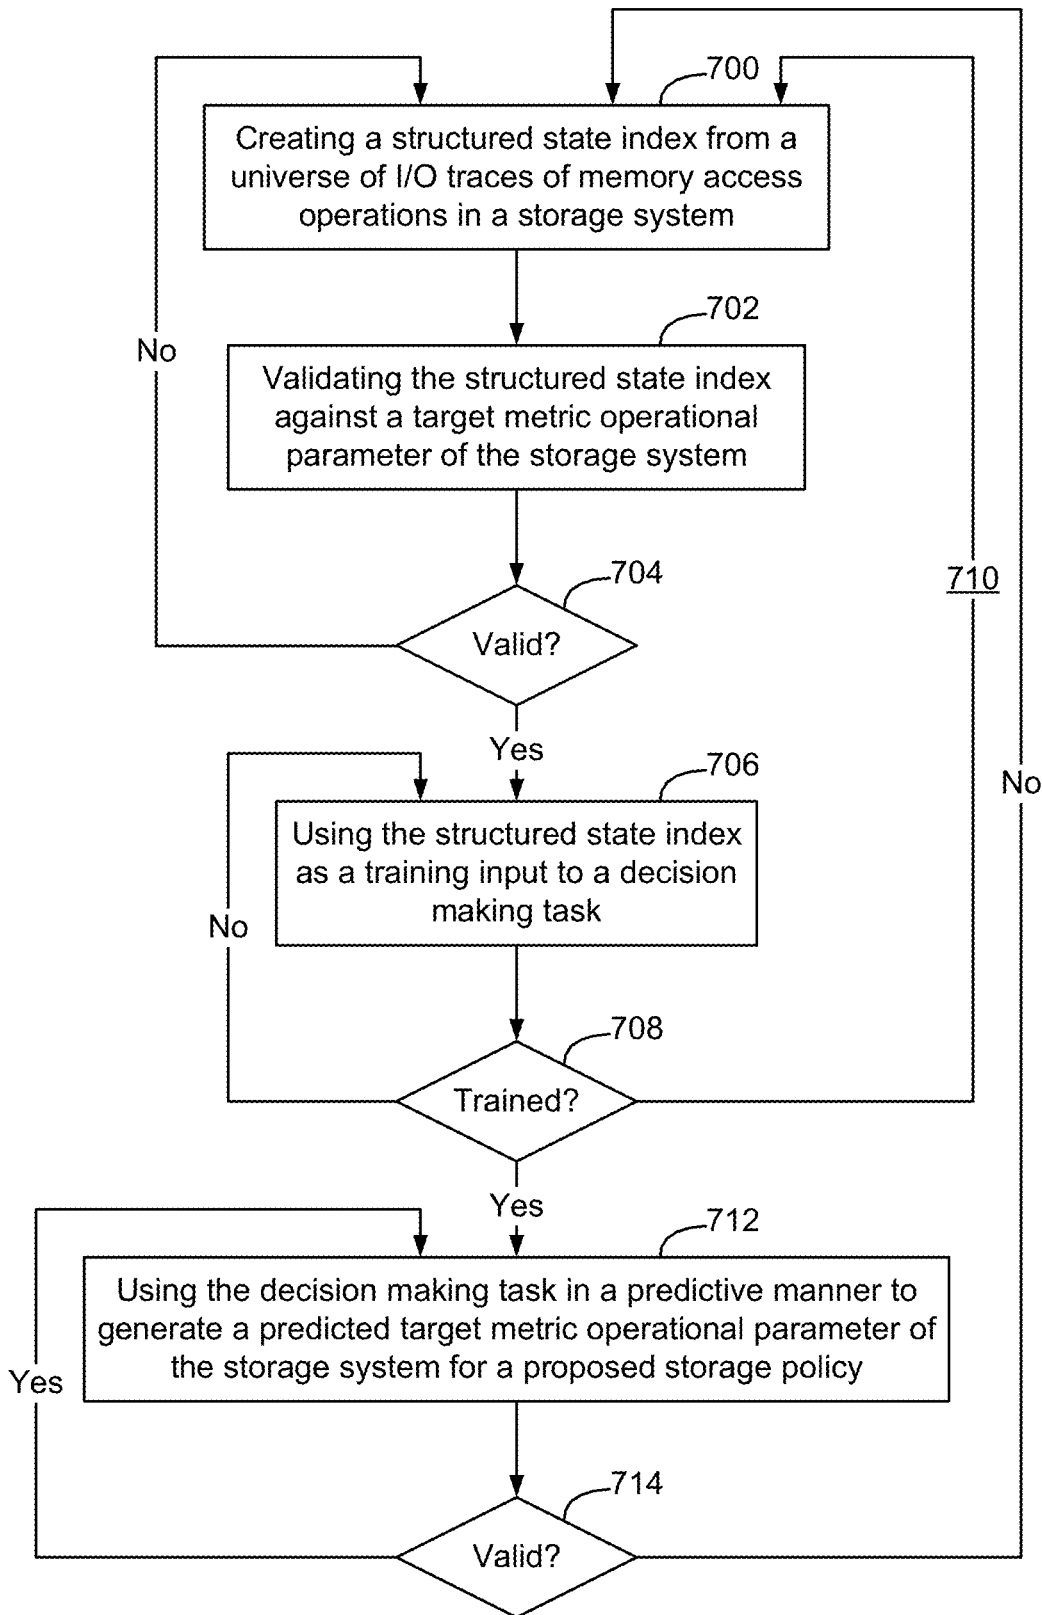 700
Creating a structured state index from a
universe of I/O traces of memory access
operations in a storage system
702
No
Validating the structured state index
against a target metric operational
parameter of the storage system
704
710
Valid?
Yes
706
No
Using the structured state index
as a training input to a decision
making task
No
708
Trained?
Yes
712
Using the decision making task in a predictive manner to
generate a predicted target metric operational parameter of
the storage system for a proposed storage policy
Yes
714
Valid?